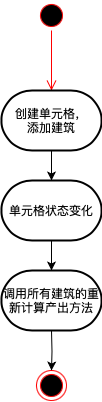 创建单元格，
添加建筑
单元格状态变化
调用所有建筑的重
新计算产出方法